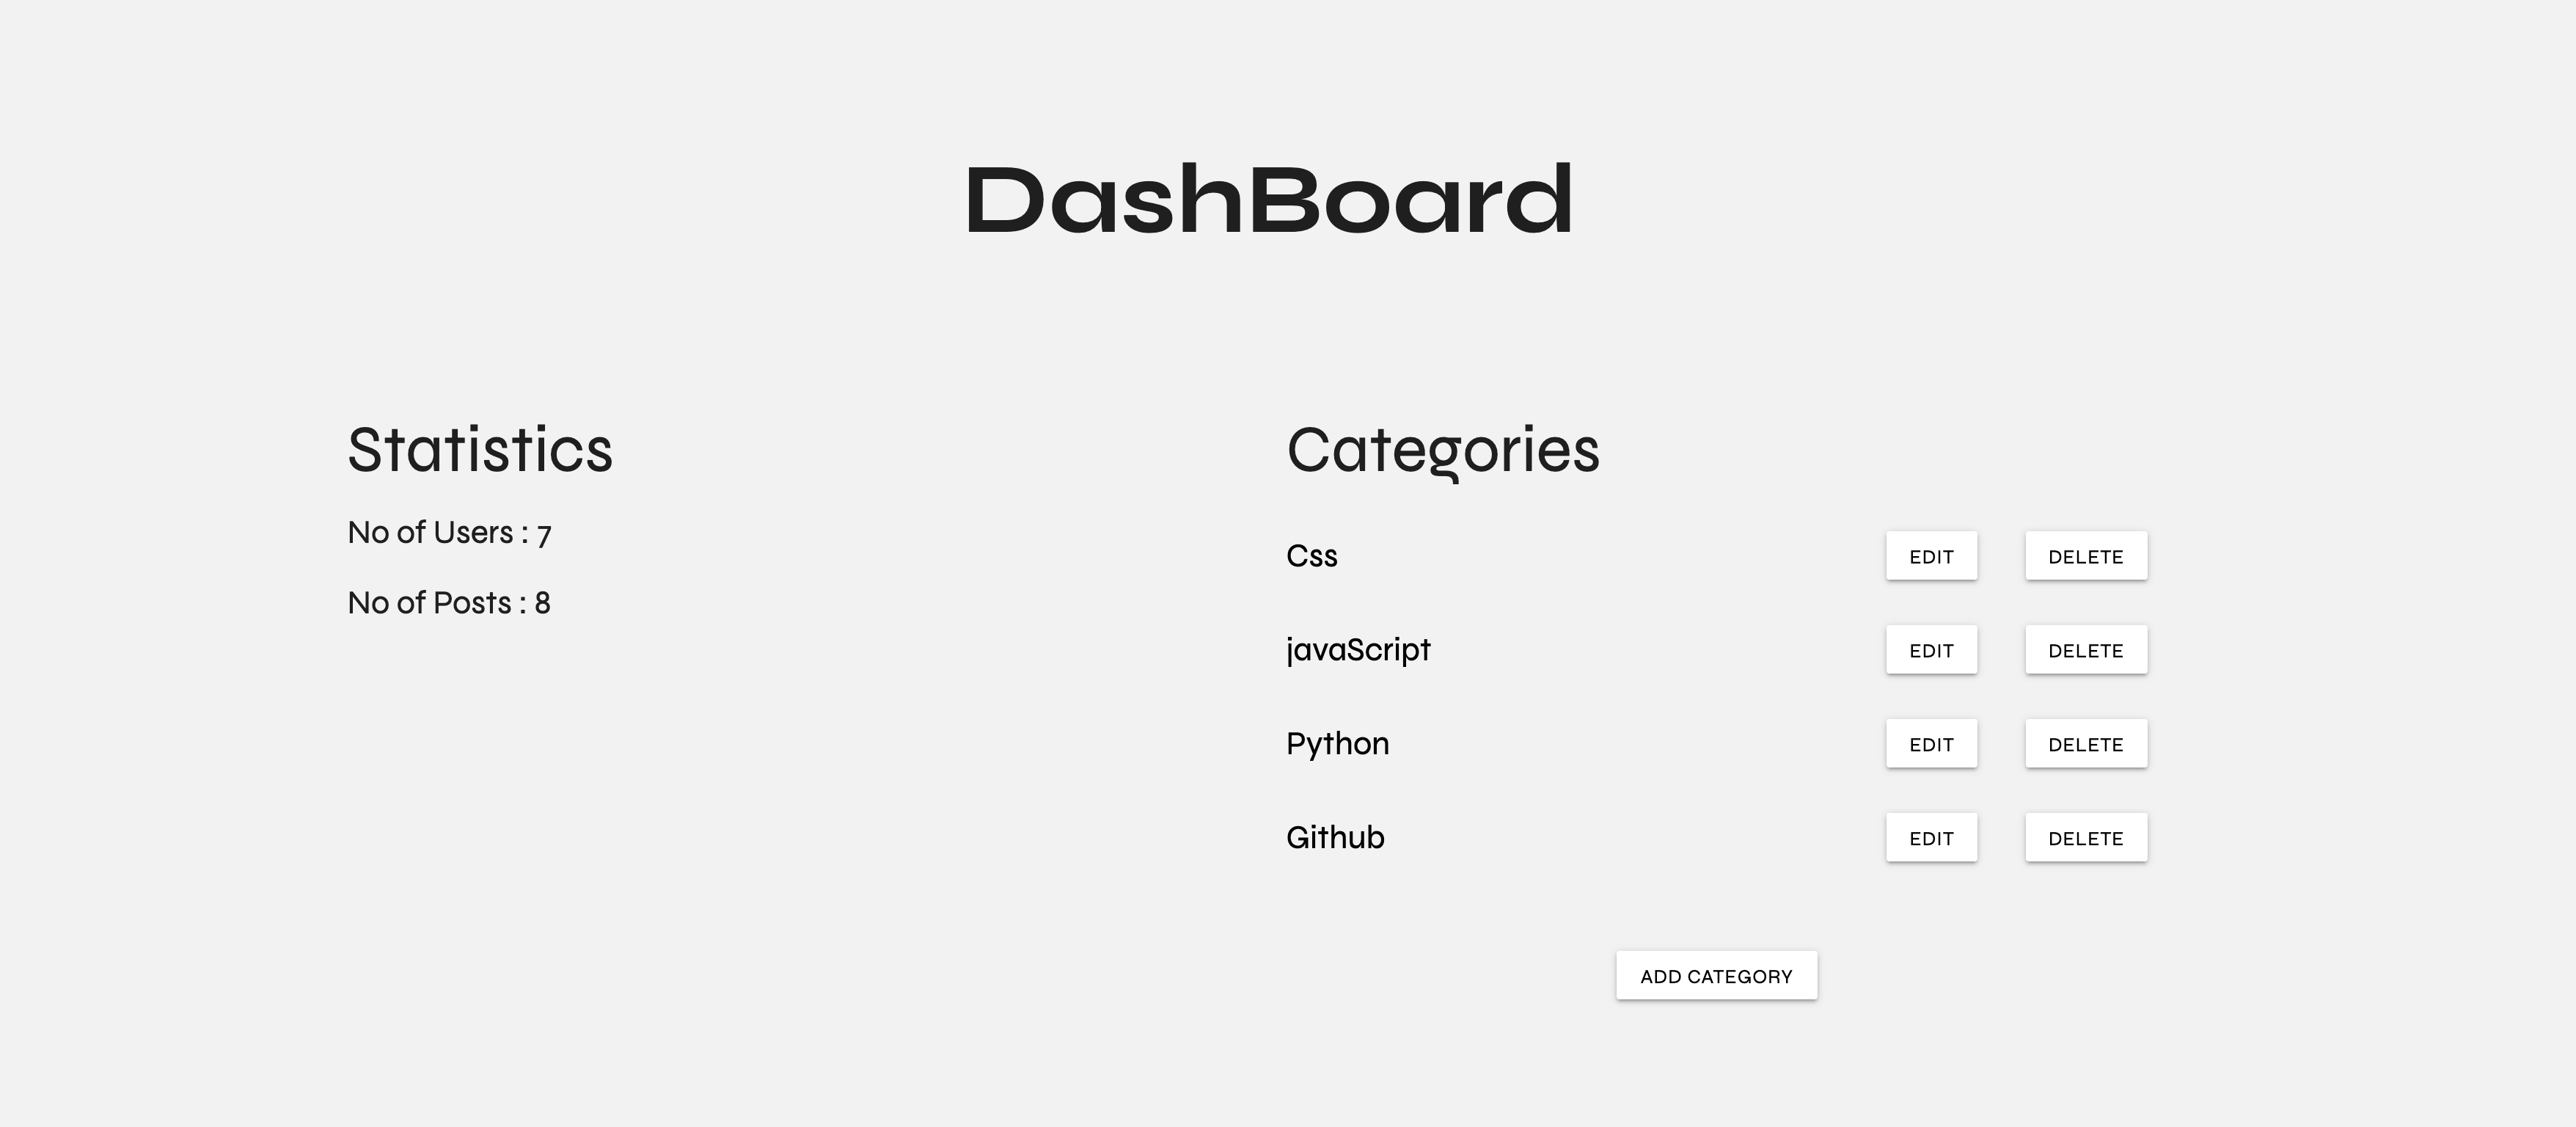 DashBoard
Statistics
No of Users : 7
No of Posts : 8
Categories
Css
EDIT
DELETE
javaScript
EDIT
DELETE
Python
EDIT
DELETE
Github
EDIT
DELETE
ADD CATEGORY